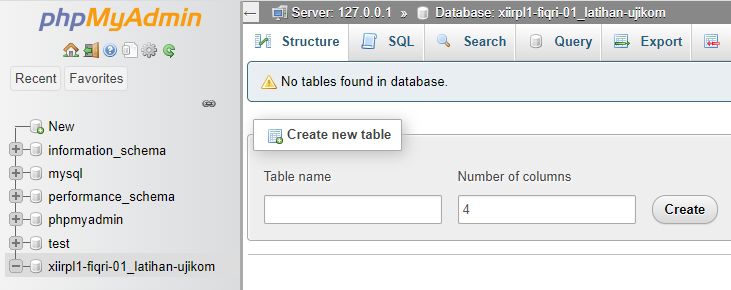 phpMyAdmin
Recent Favorites
New
information_schema
mysql
performance_schema
phpmyadmin
test
xiirpl1-fiqri-01_latihan-ujikom
Server: 127.0.0.1 » Database: xiirpl1-fiqri-01_latihan-ujikom
Structure SQL Search Query Export
No tables found in database.
Create new table
Table name Number of columns
4 Create